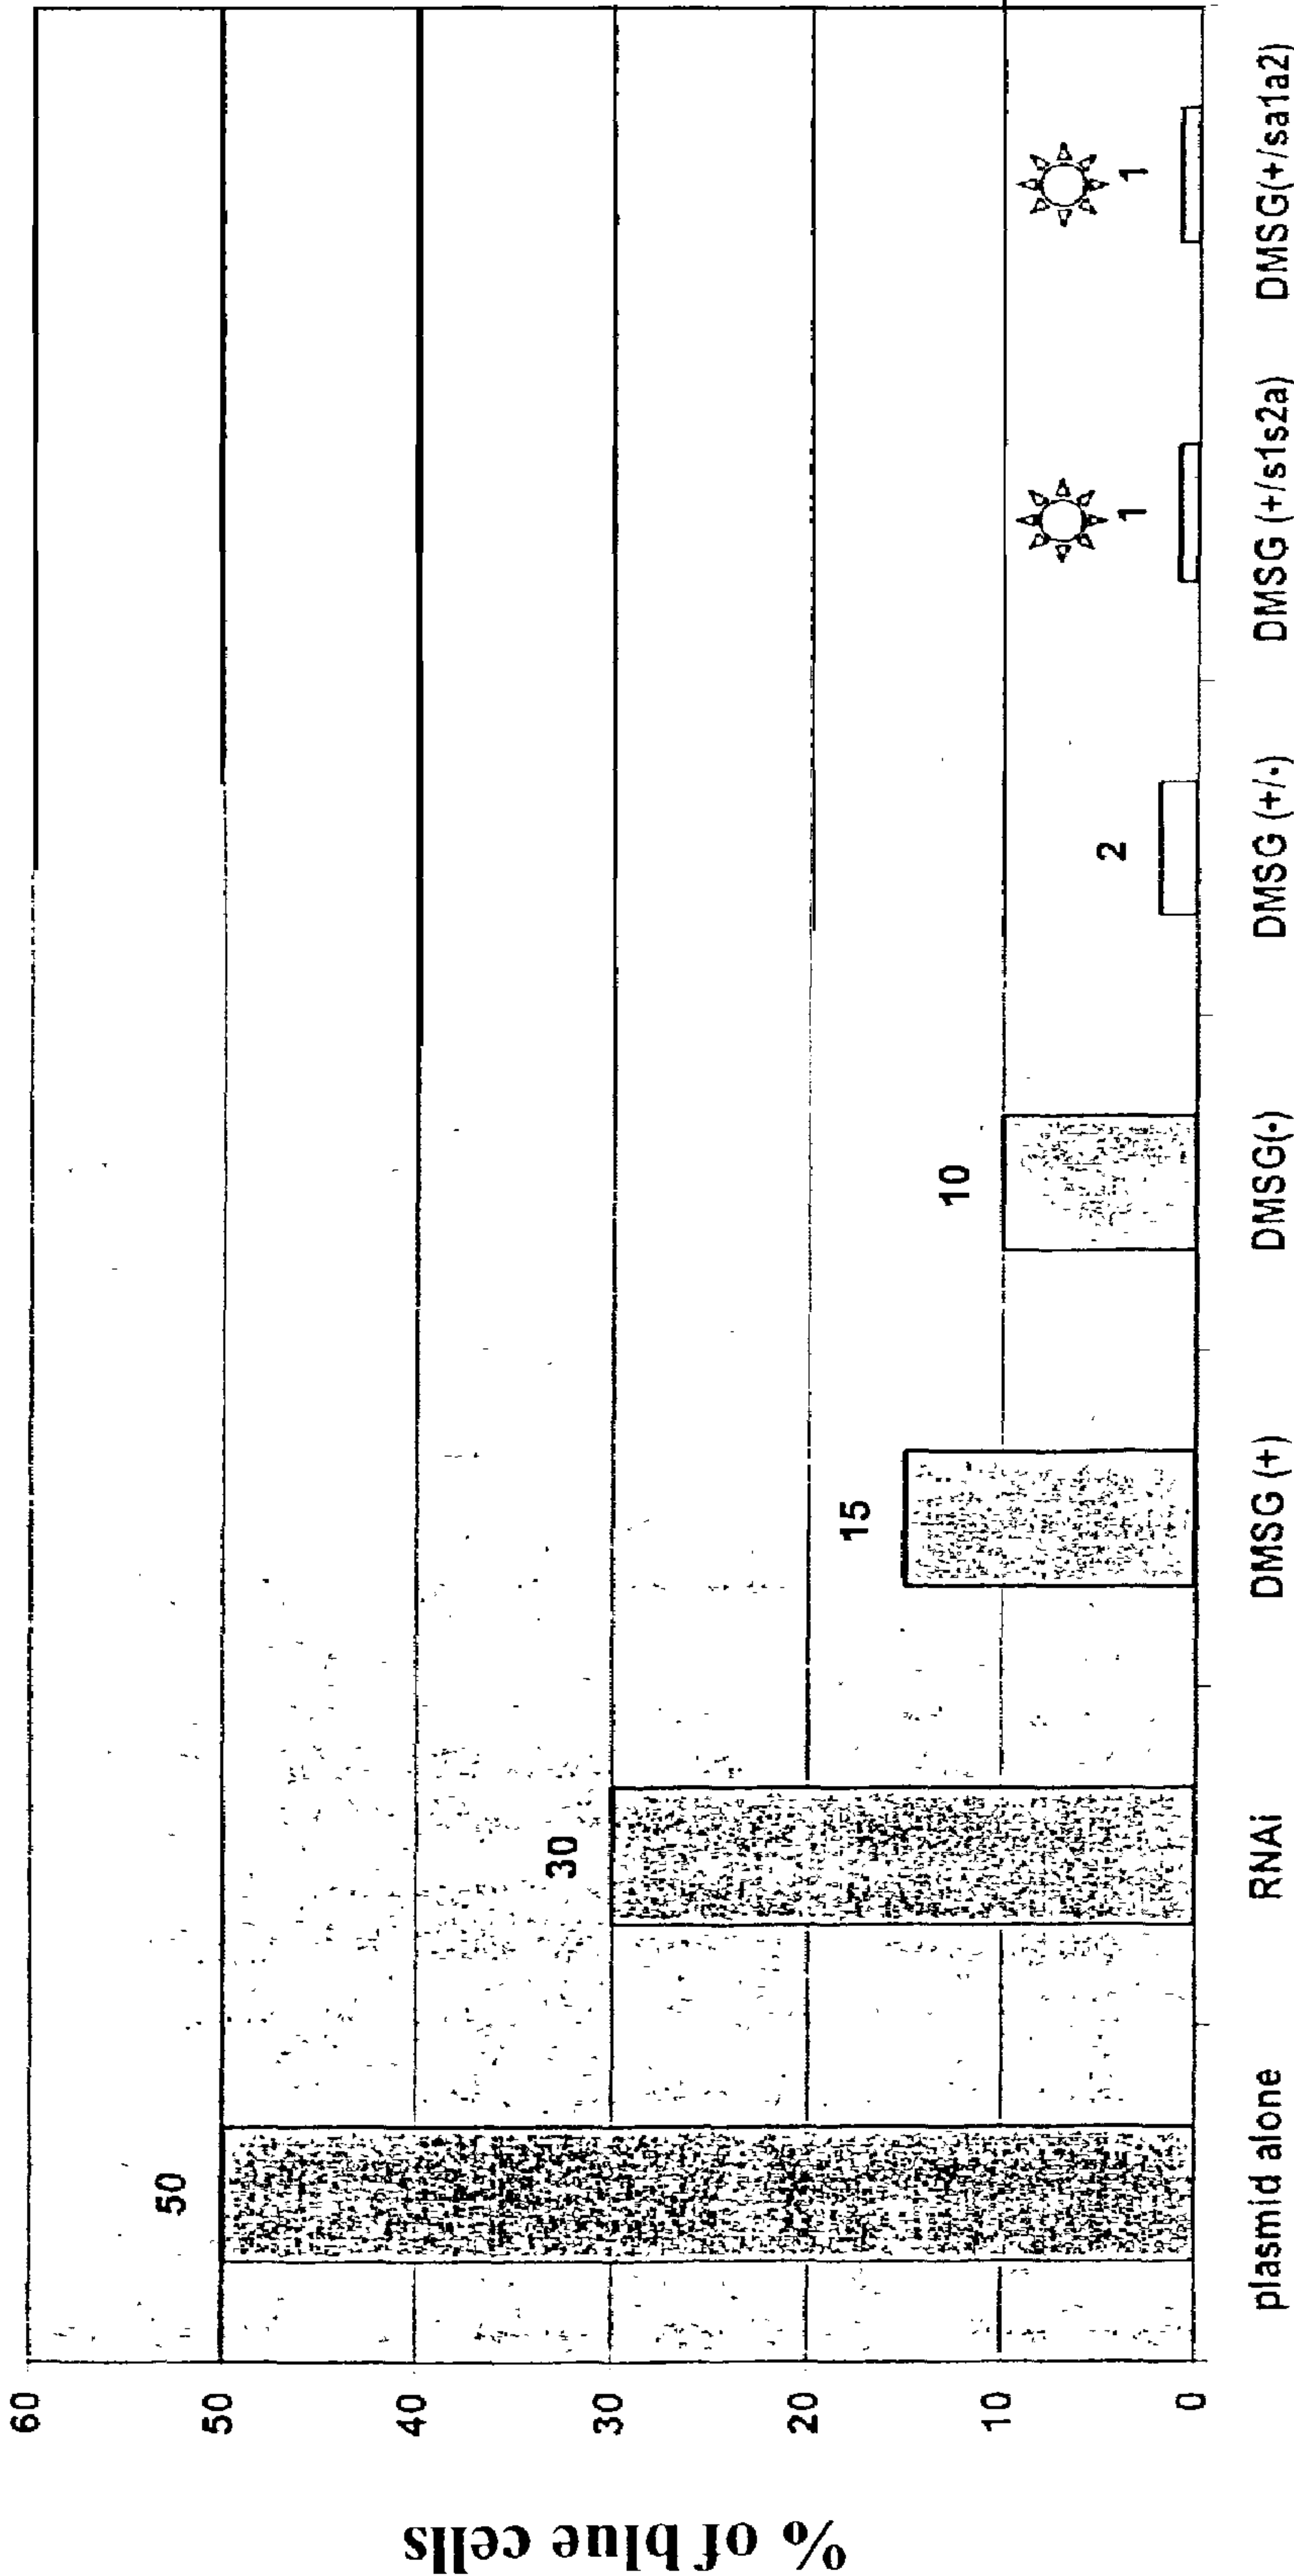 % of blue cells
60
50
40
30
20
10
0
50
30
15
10
2
1
1
plasmid alone
RNAi
DMSG (+)
DMSG(-)
DMSG (+/-)
DMSG (+/s1s2a)
DMSG(+/sa1a2)